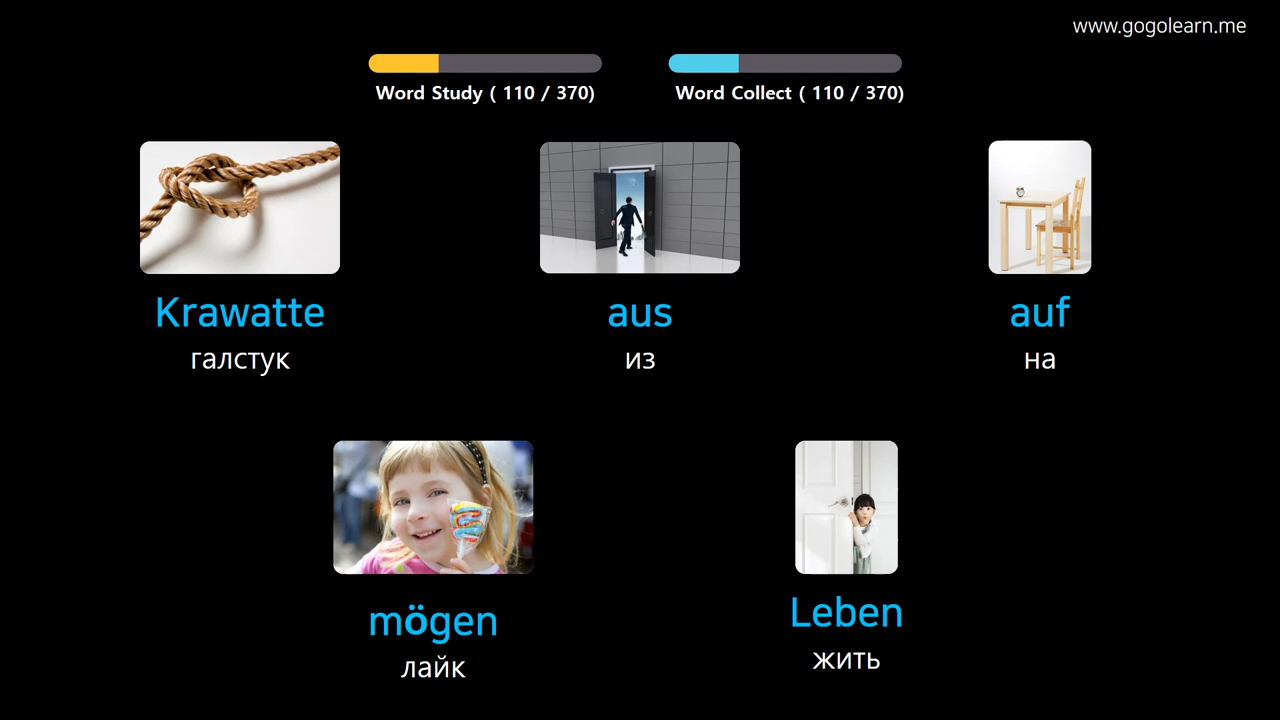 www.gogolearn.me
Word Study ( 110 / 370)
Word Collect ( 110 / 370)
Krawatte
галстук
aus
из
auf
на
mögen
лайк
Leben
жить